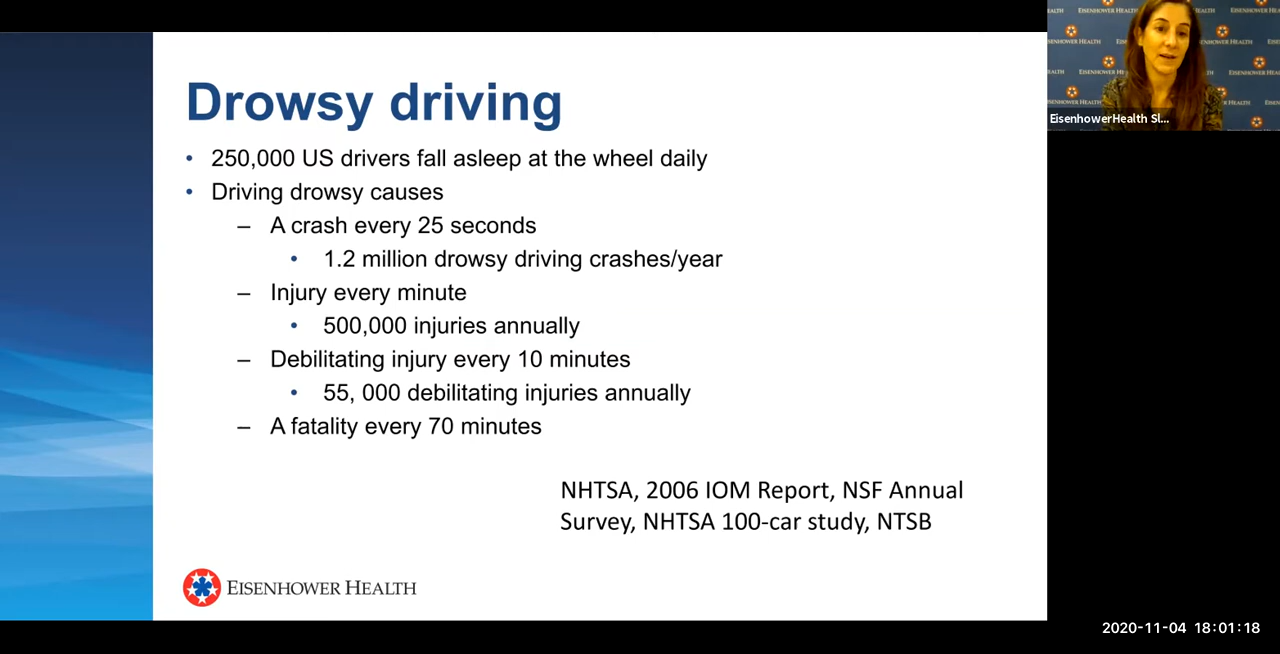 Drowsy driving
• 250,000 US drivers fall asleep at the wheel daily
• Driving drowsy causes
– A crash every 25 seconds
• 1.2 million drowsy driving crashes/year
– Injury every minute
• 500,000 injuries annually
– Debilitating injury every 10 minutes
• 55, 000 debilitating injuries annually
– A fatality every 70 minutes
NHTSA, 2006 IOM Report, NSF Annual
Survey, NHTSA 100-car study, NTSB
EISENHOWER HEALTH
EISENHOWER HEALTH
EisenhowerHealth Sl...
2020-11-04 18:01:18